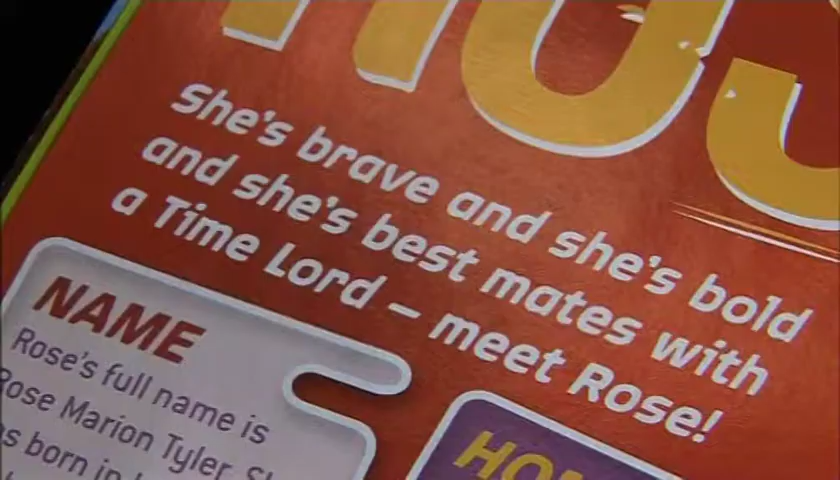 She's brave and she's bold
and she's best mates with
a Time Lord – meet Rose!
NAME
Rose's full name is
Rose Marion Tyler.
born in